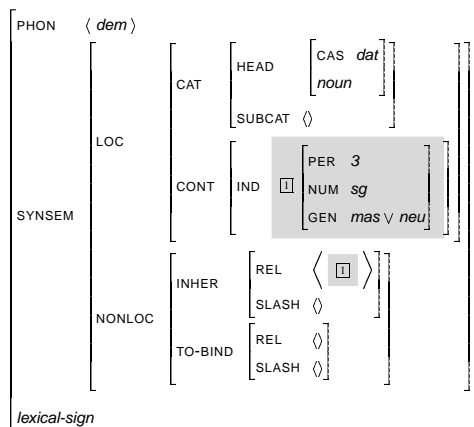 PHON ⟨ dem ⟩
CAS dat
HEAD
CAT noun
SUBCAT ⟨⟩
LOC
PER 3
CONT IND 1 NUM sg
GEN mas ∨ neu
SYNSEM
REL ⟨ 1 ⟩
INHER
SLASH ⟨⟩
NONLOC
REL ⟨⟩
TO-BIND
SLASH ⟨⟩
lexical-sign